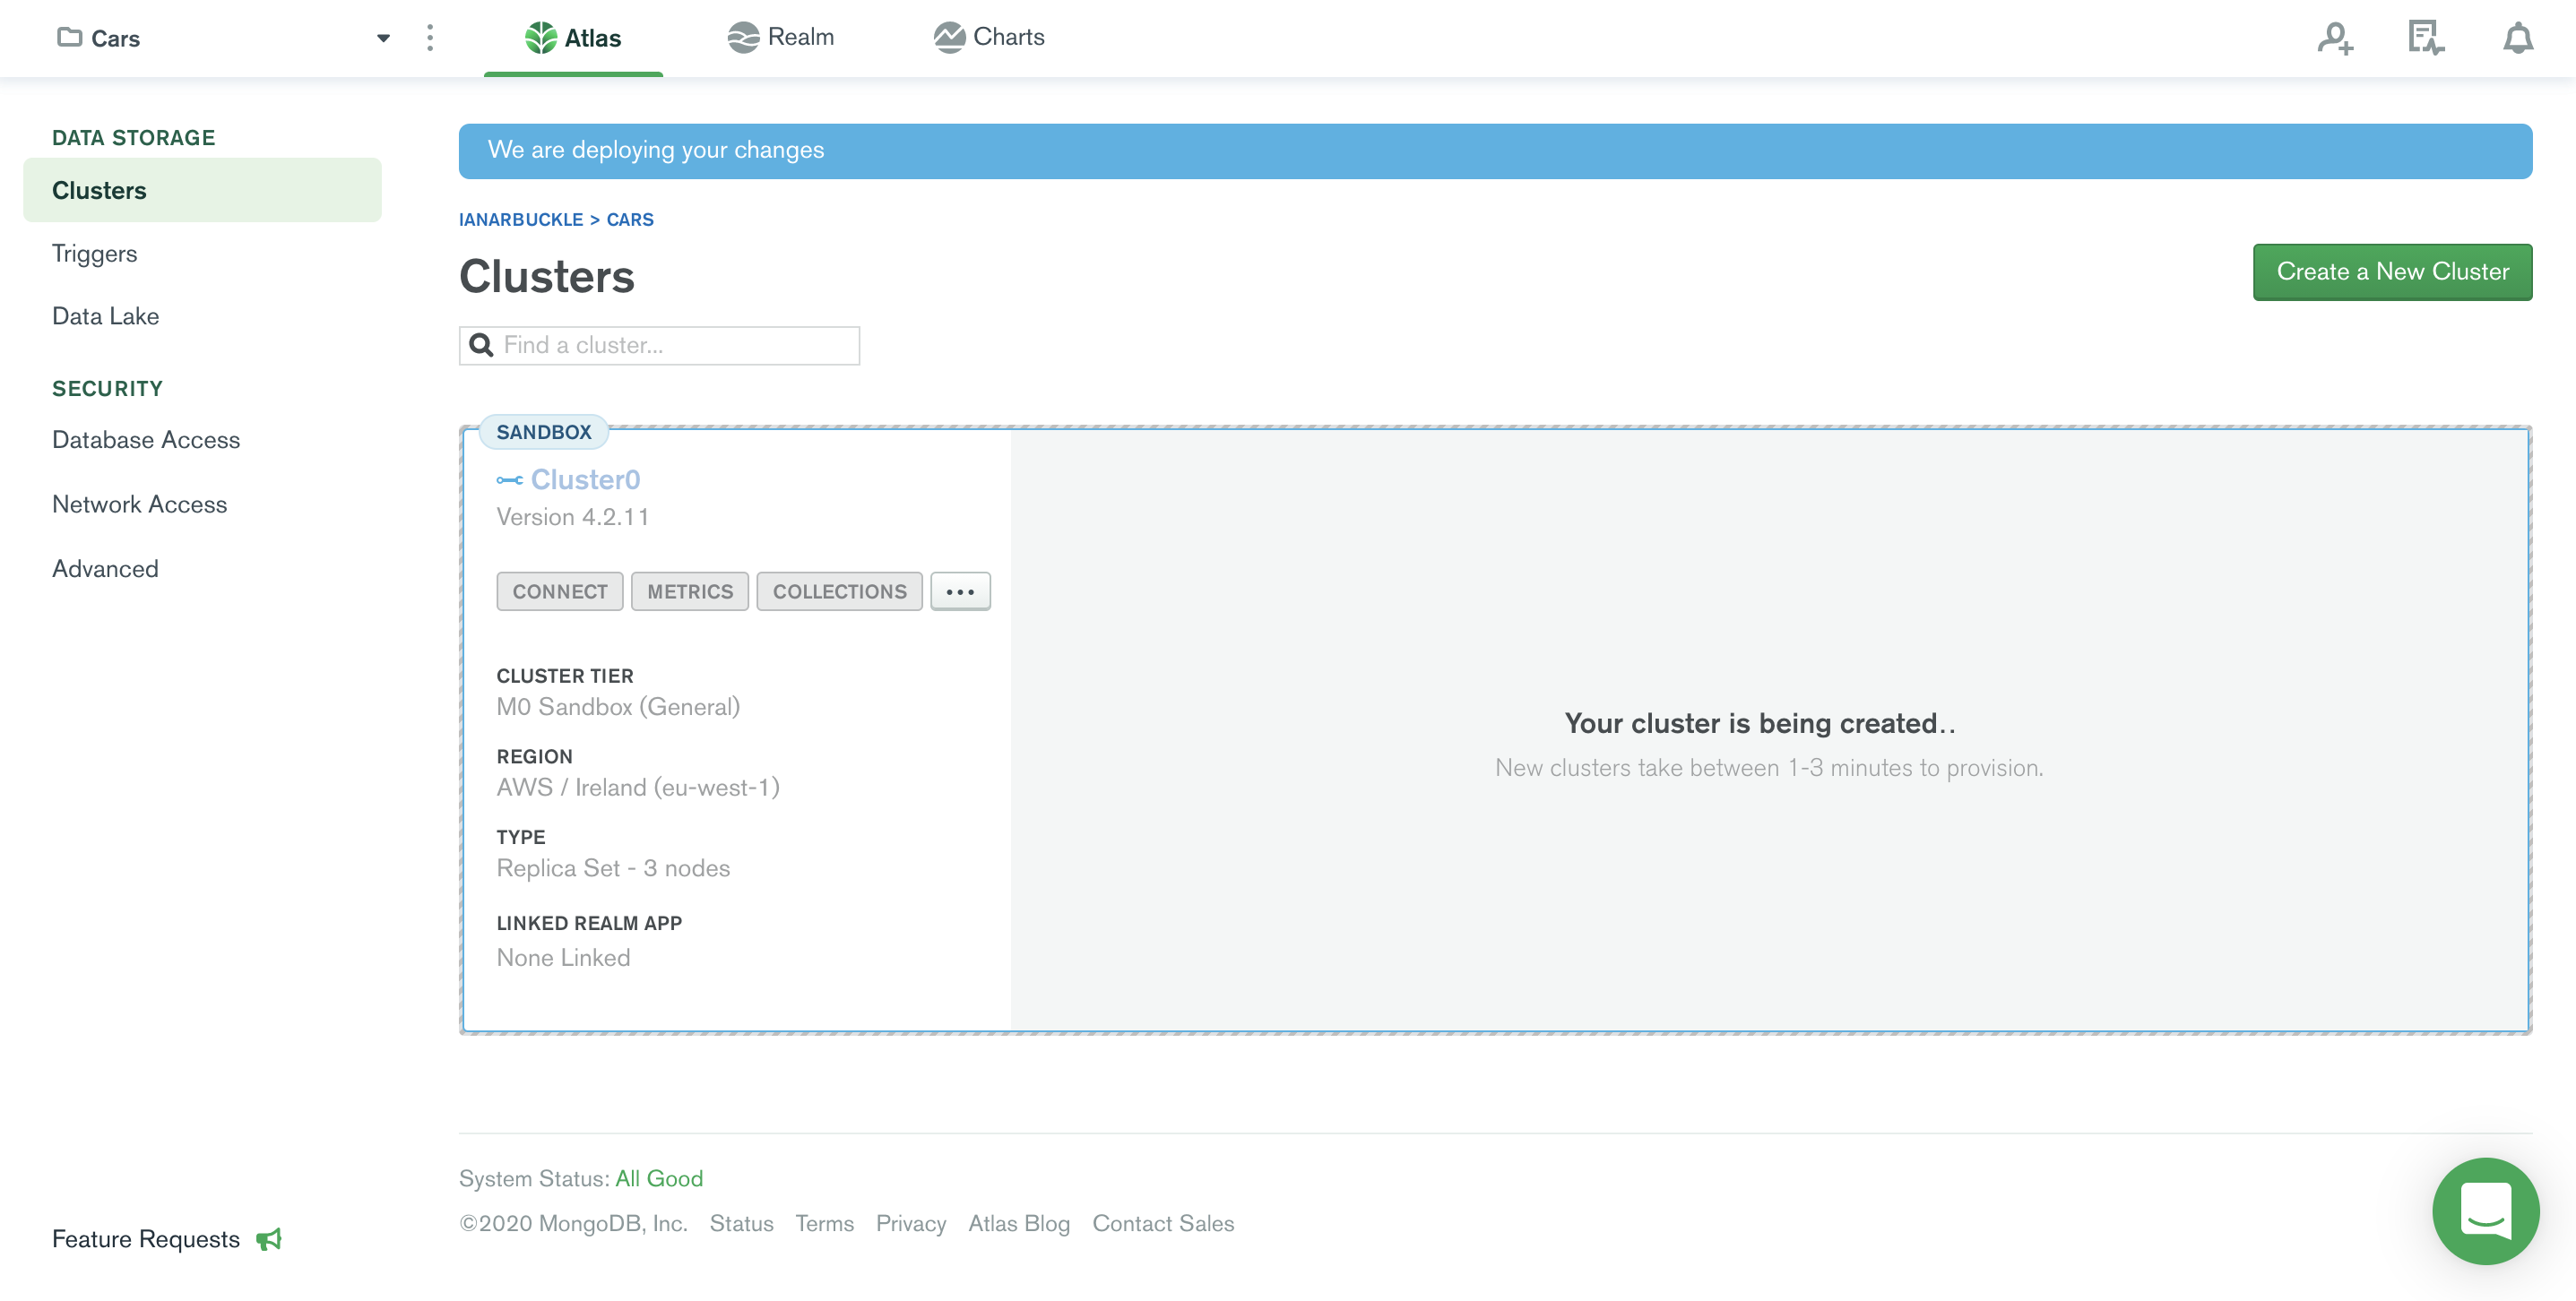 Cars
Atlas
Realm
Charts
DATA STORAGE
Clusters
Triggers
Data Lake
SECURITY
Database Access
Network Access
Advanced
Feature Requests
We are deploying your changes
IANARBUCKLE > CARS
Clusters
Create a New Cluster
Find a cluster...
SANDBOX
Cluster0
Version 4.2.11
CONNECT METRICS COLLECTIONS ...
CLUSTER TIER
M0 Sandbox (General)
REGION
AWS / Ireland (eu-west-1)
TYPE
Replica Set - 3 nodes
LINKED REALM APP
None Linked
Your cluster is being created..
New clusters take between 1-3 minutes to provision.
System Status: All Good
©2020 MongoDB, Inc. Status Terms Privacy Atlas Blog Contact Sales